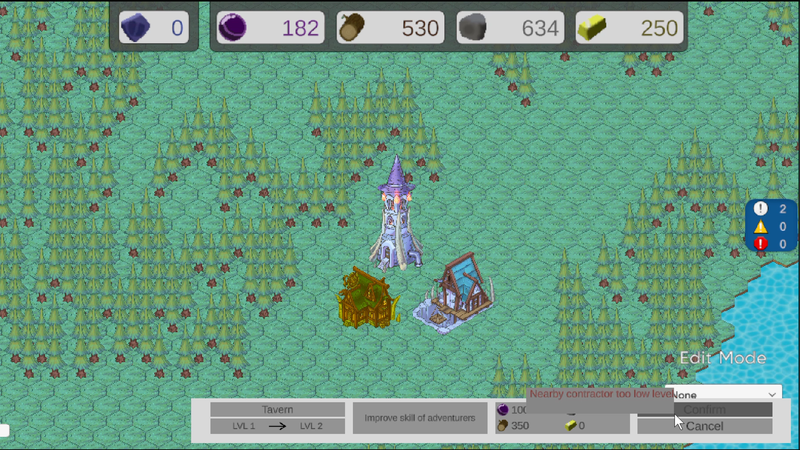 0 182 530 634 250
! 2
! 0
! 0
Edit Mode
Nearby contractor too low level
None
Tavern
LVL 1 → LVL 2
Improve skill of adventurers
100
350 0
Confirm
Cancel